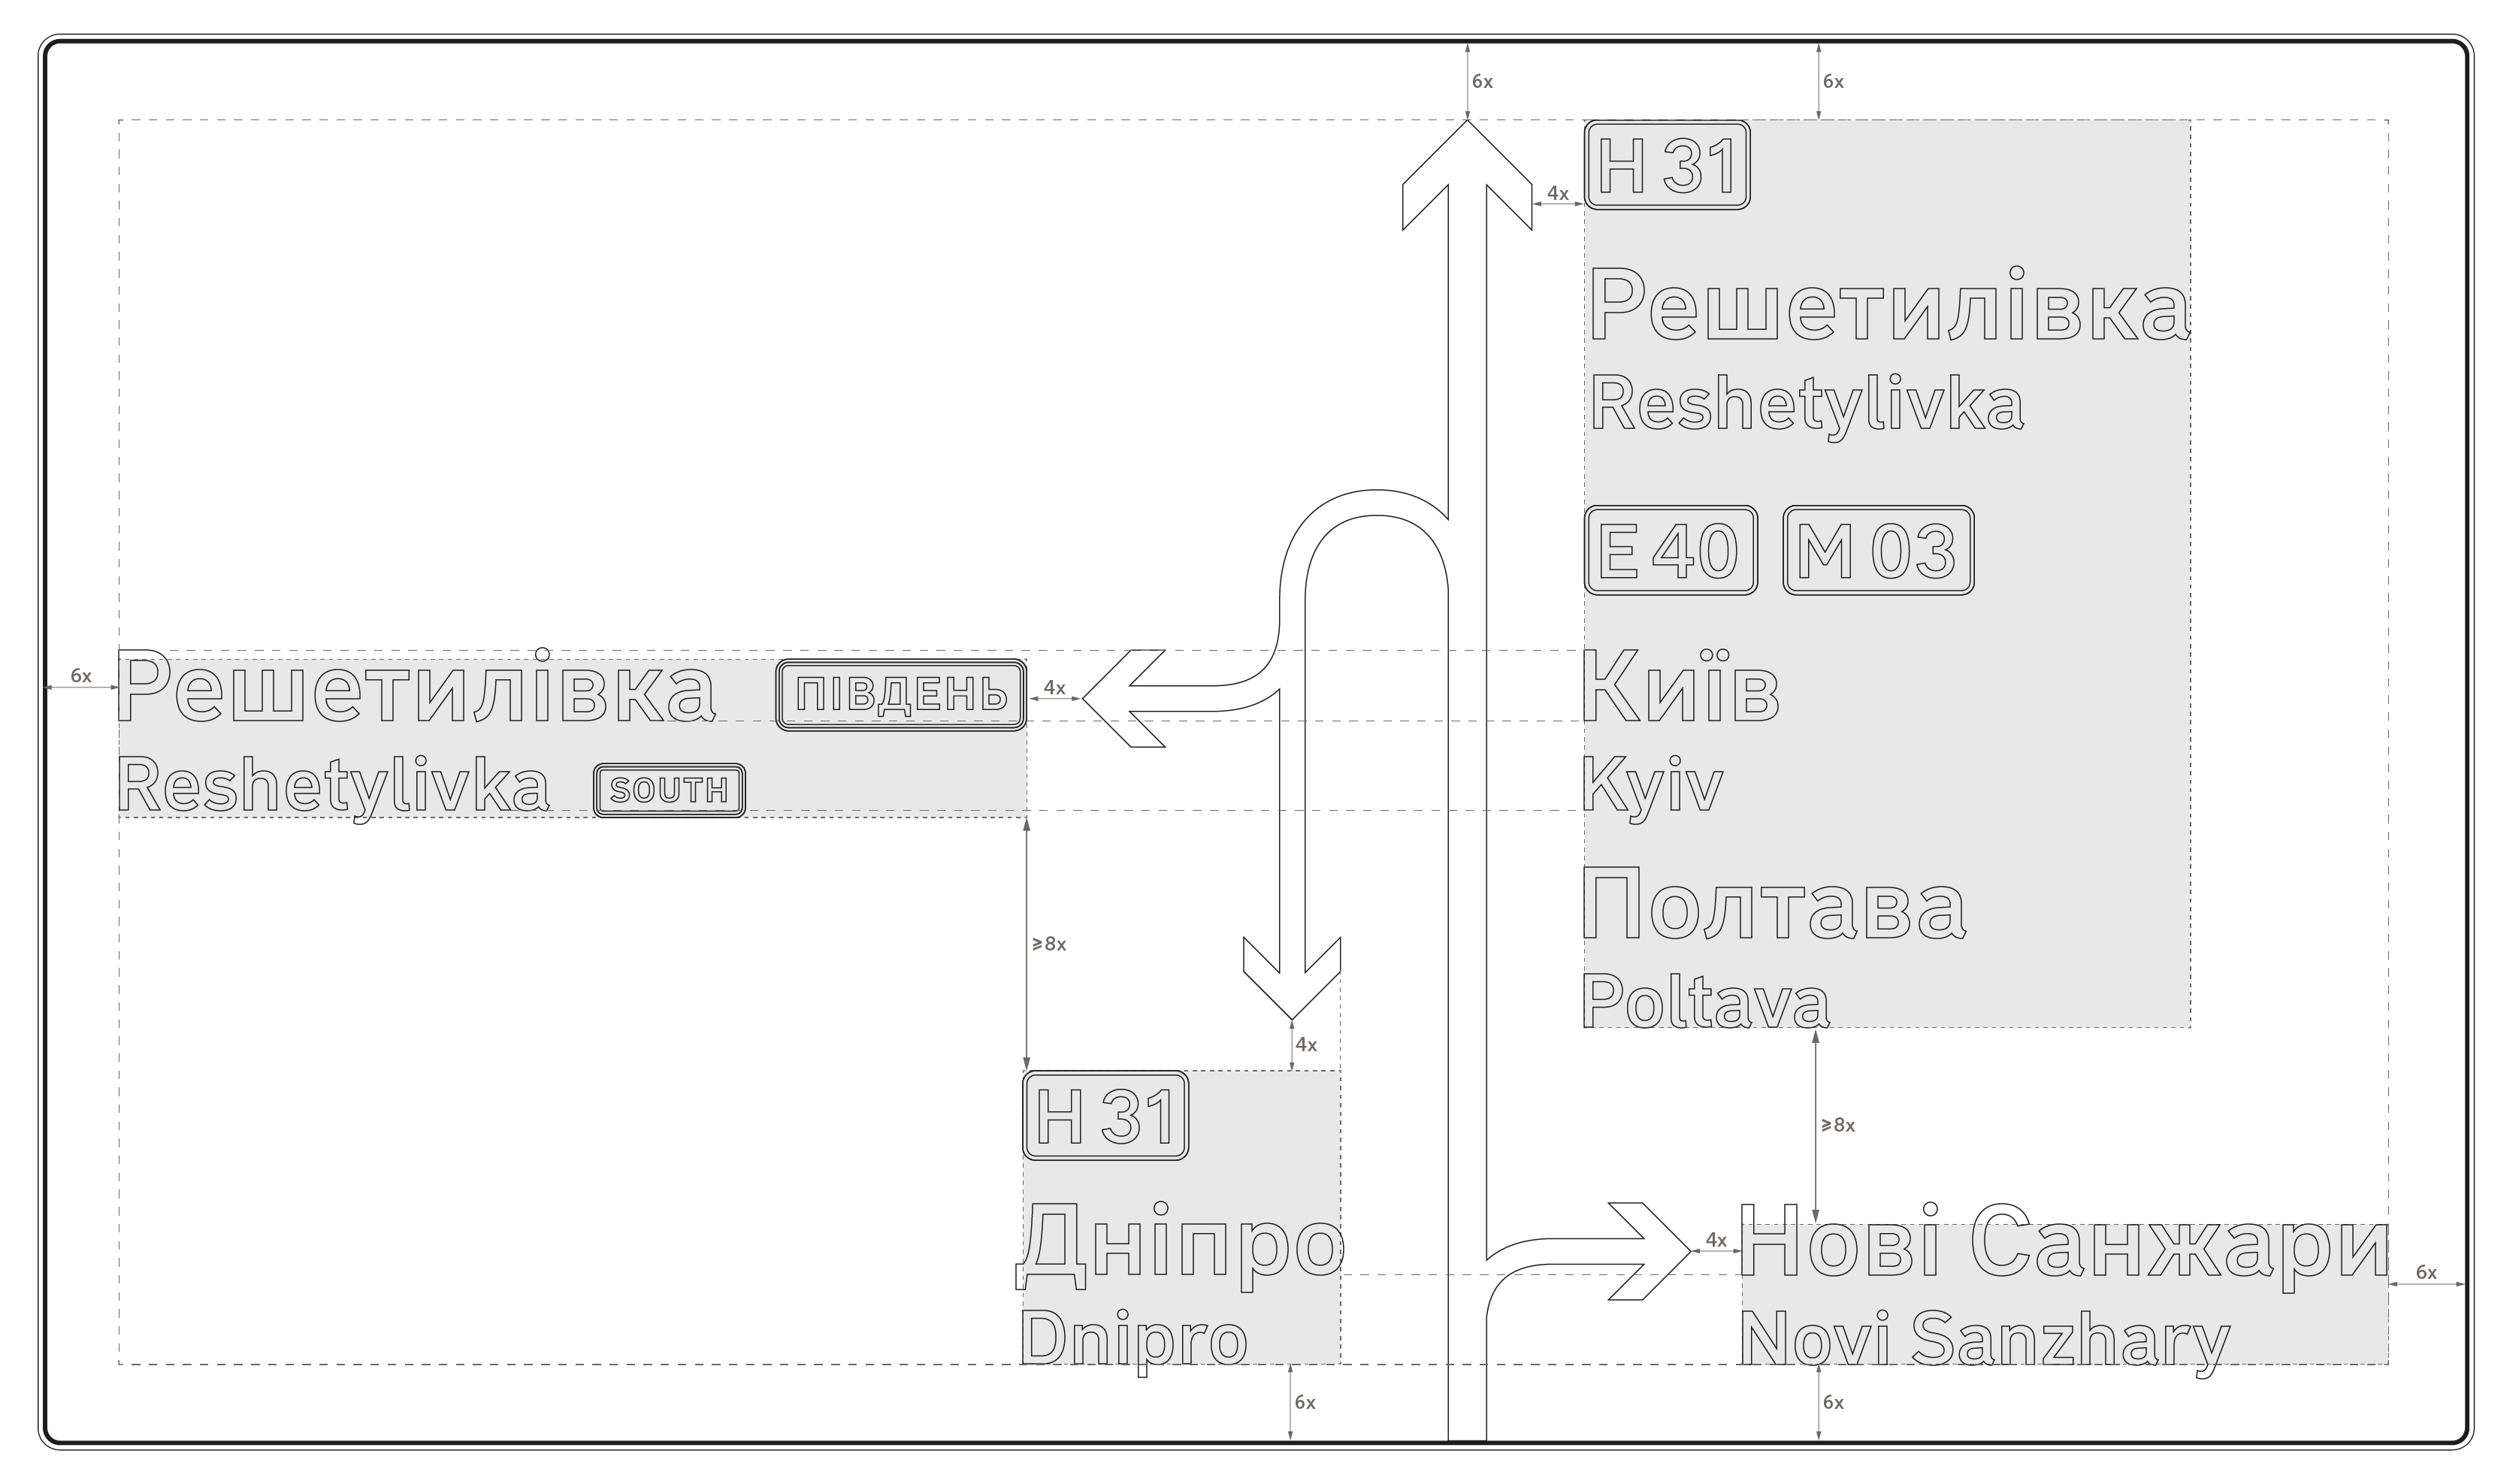 6x
6x
4x
H 31
Решетилівка
Reshetylivka
E 40 M 03
Київ
Kyiv
Полтава
Poltava
6x
Решетилівка ПІВДЕНЬ
Reshetylivka SOUTH
4x
⩾8x
4x
H 31
Дніпро
Dnipro
6x
⩾8x
4x
Нові Санжари
Novi Sanzhary
6x
6x